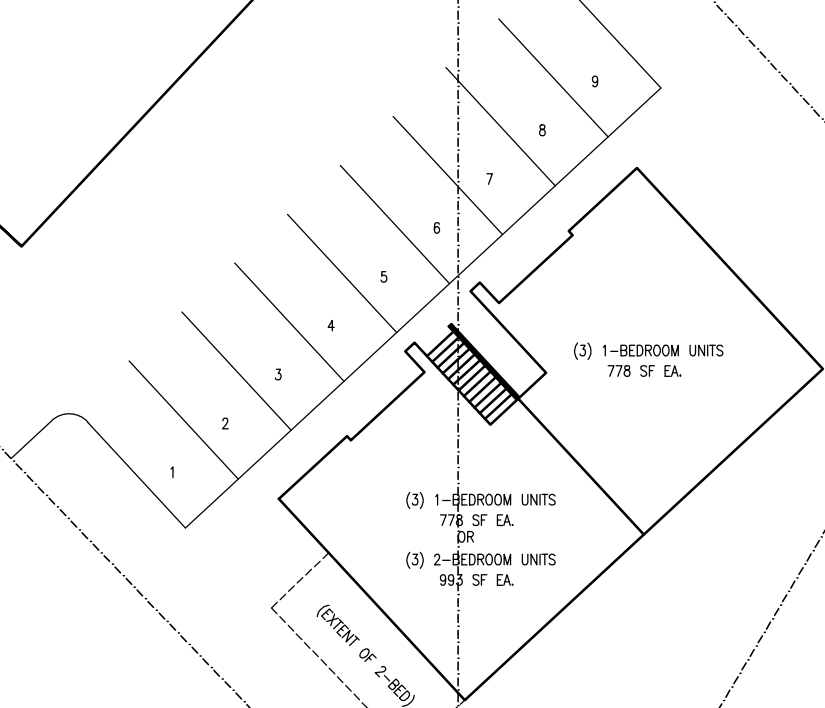 9
8
7
6
5
4
3
2
1
(3) 1-BEDROOM UNITS
778 SF EA.
(3) 1-BEDROOM UNITS
778 SF EA.
OR
(3) 2-BEDROOM UNITS
993 SF EA.
(EXTENT OF 2-BED)